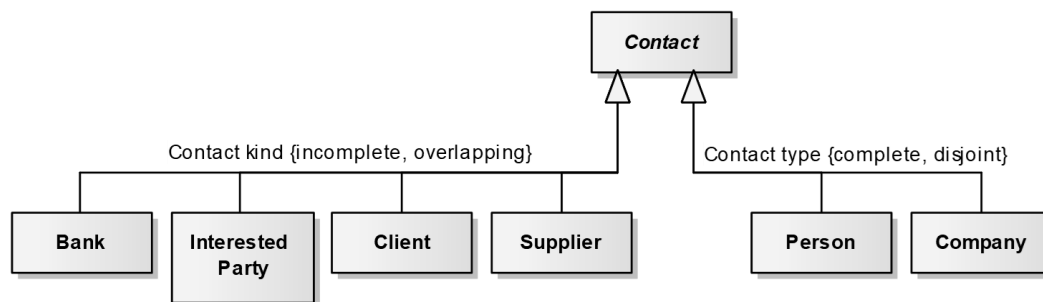 Contact
Contact kind {incomplete, overlapping}
Contact type {complete, disjoint}
Bank
Interested
Party
Client
Supplier
Person
Company